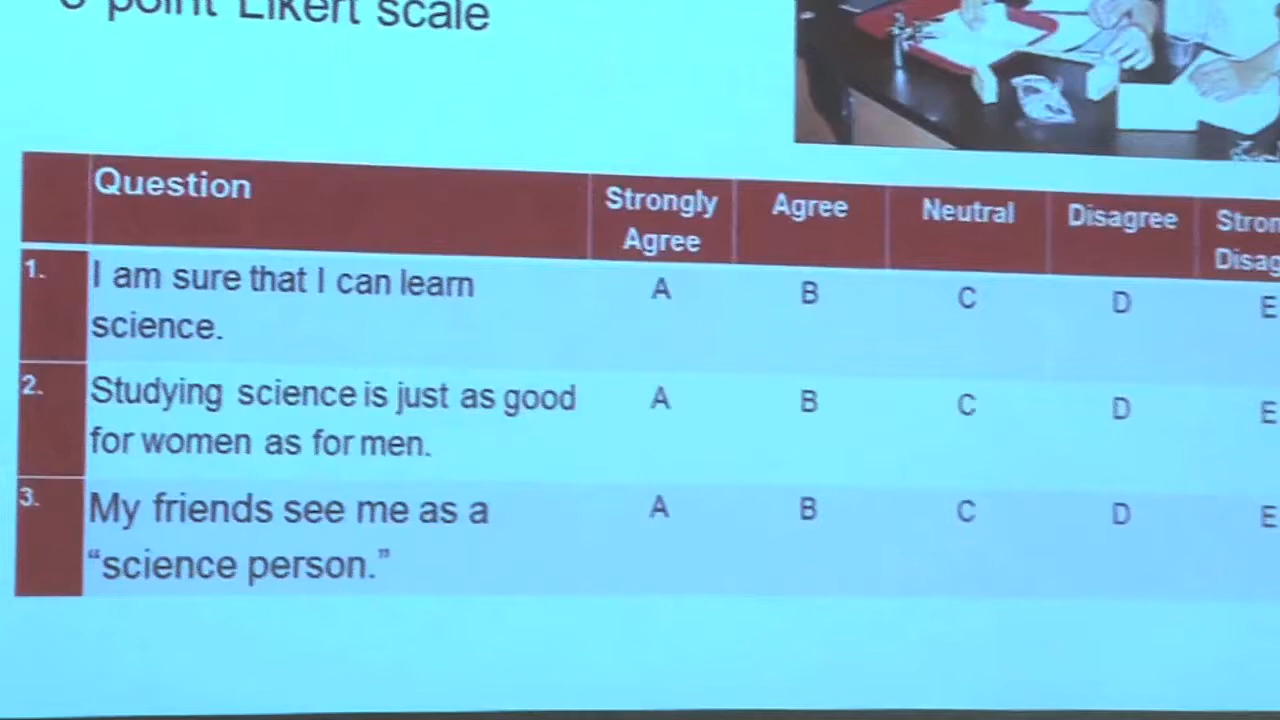 point Likert scale
Question
Strongly Agree
Agree
Neutral
Disagree
1. I am sure that I can learn
science.
A B C D E
2. Studying science is just as good
for women as for men.
A B C D E
3. My friends see me as a
“science person.”
A B C D E